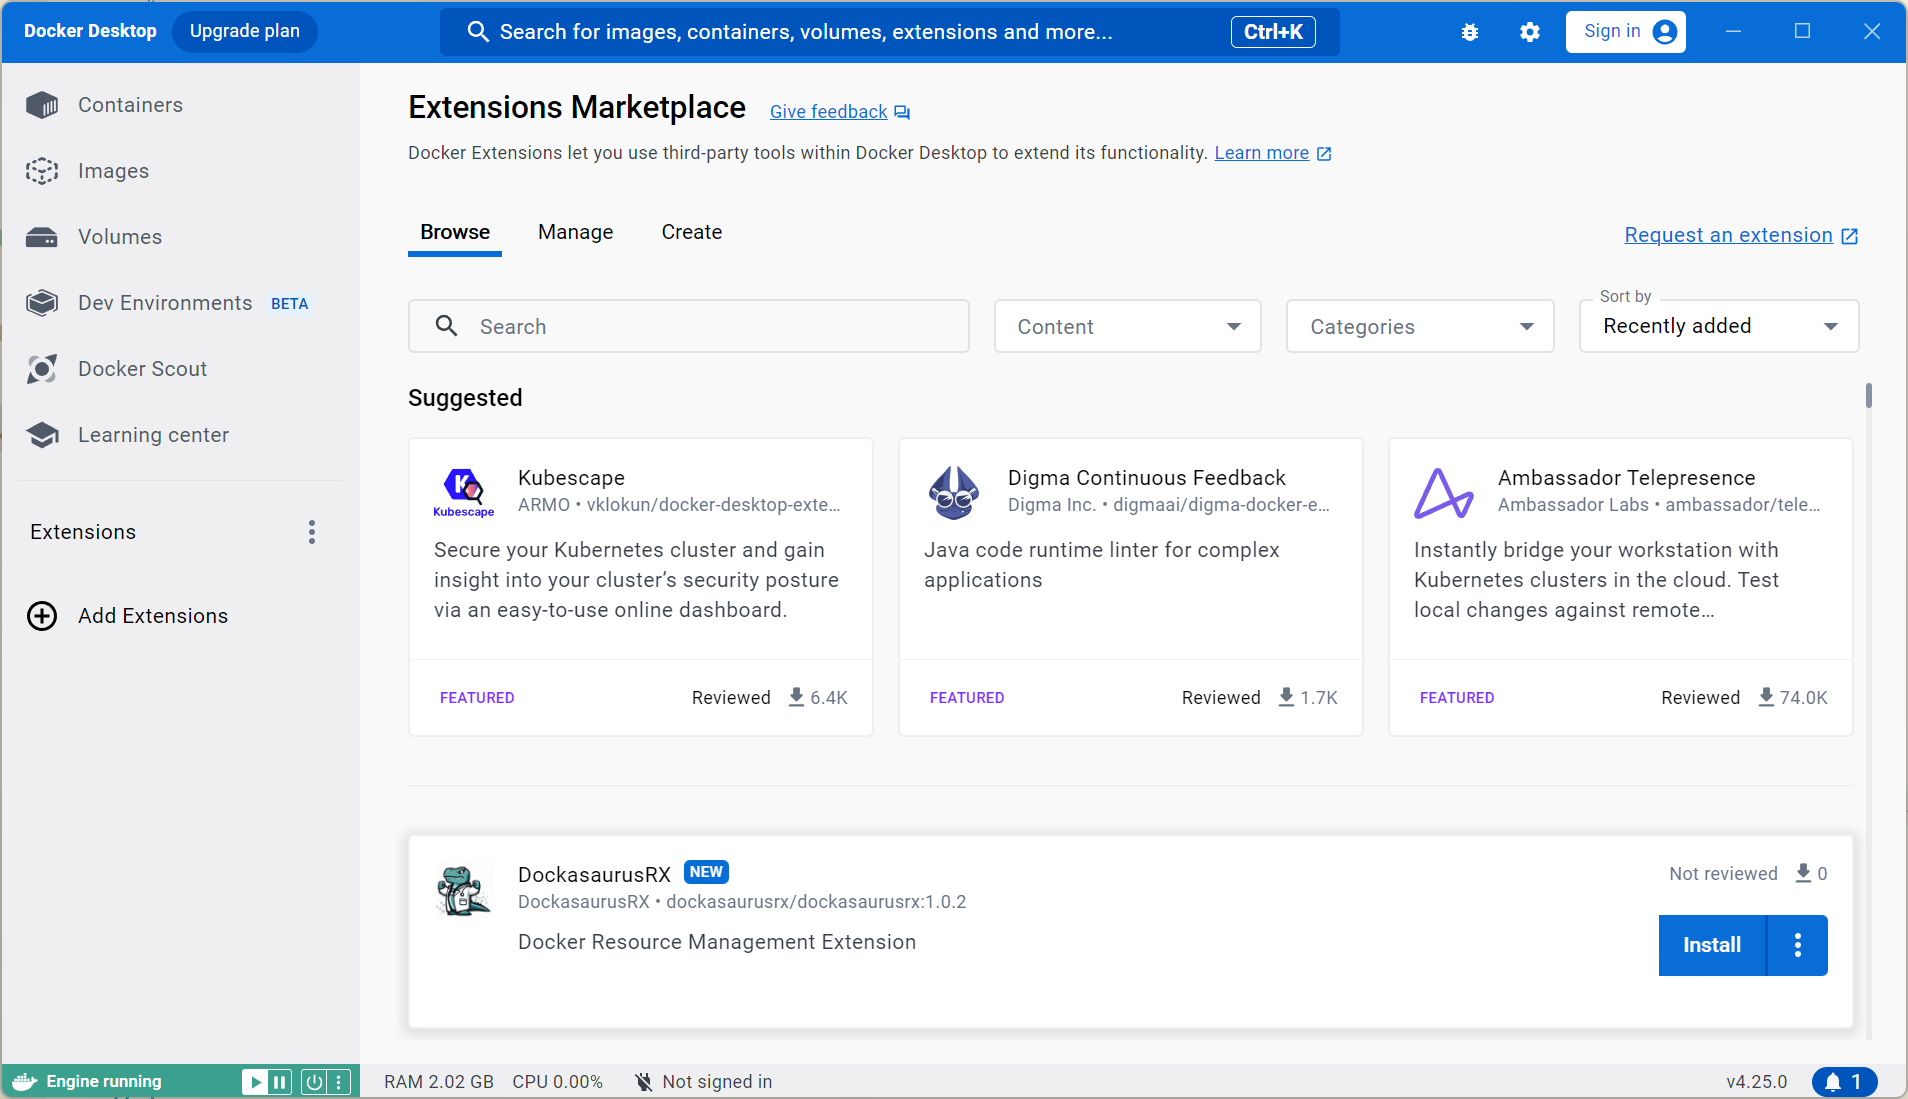 Docker Desktop
Upgrade plan
Search for images, containers, volumes, extensions and more...
Ctrl+K
Sign in
Containers
Images
Volumes
Dev Environments BETA
Docker Scout
Learning center
Extensions
Add Extensions
Extensions Marketplace
Give feedback
Docker Extensions let you use third-party tools within Docker Desktop to extend its functionality. Learn more
Browse
Manage
Create
Request an extension
Search
Content
Categories
Sort by
Recently added
Suggested
Kubescape
Kubescape
ARMO • vklokun/docker-desktop-exte...
Secure your Kubernetes cluster and gain
insight into your cluster’s security posture
via an easy-to-use online dashboard.
FEATURED
Reviewed
6.4K
Digma Continuous Feedback
Digma Inc. • digmaai/digma-docker-e...
Java code runtime linter for complex
applications
FEATURED
Reviewed
1.7K
Ambassador Telepresence
Ambassador Labs • ambassador/tele...
Instantly bridge your workstation with
Kubernetes clusters in the cloud. Test
local changes against remote...
FEATURED
Reviewed
74.0K
DockasaurusRX NEW
DockasaurusRX • dockasaurusrx/dockasaurusrx:1.0.2
Docker Resource Management Extension
Not reviewed
0
Install
Engine running
RAM 2.02 GB
CPU 0.00%
Not signed in
v4.25.0
1